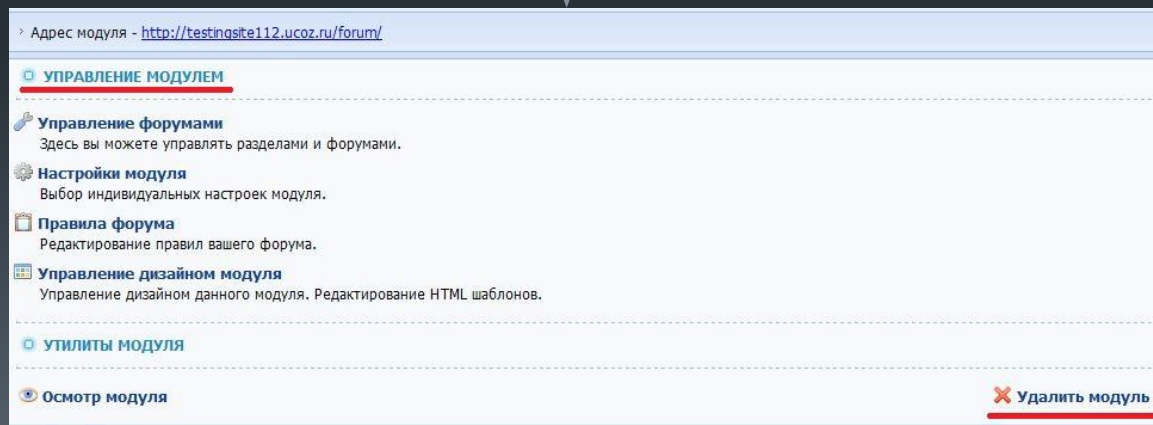 Адрес модуля - http://testingsite112.ucoz.ru/forum/
УПРАВЛЕНИЕ МОДУЛЕМ
Управление форумами
Здесь вы можете управлять разделами и форумами.
Настройки модуля
Выбор индивидуальных настроек модуля.
Правила форума
Редактирование правил вашего форума.
Управление дизайном модуля
Управление дизайном данного модуля. Редактирование HTML шаблонов.
УТИЛИТЫ МОДУЛЯ
Осмотр модуля
Удалить модуль